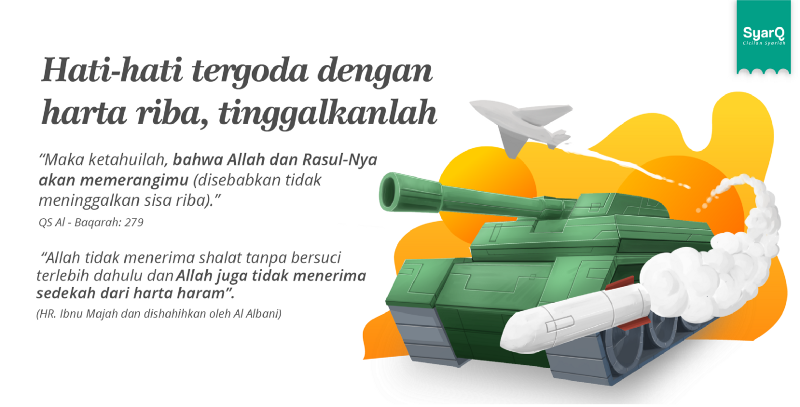 SyarQ
Cicilan Syariah
Hati-hati tergoda dengan
harta riba, tinggalkanlah
“Maka ketahuilah, bahwa Allah dan Rasul-Nya
akan memerangimu (disebabkan tidak
meninggalkan sisa riba).”
QS Al - Baqarah: 279
“Allah tidak menerima shalat tanpa bersuci
terlebih dahulu dan Allah juga tidak menerima
sedekah dari harta haram”.
(HR. Ibnu Majah dan dishahihkan oleh Al Albani)